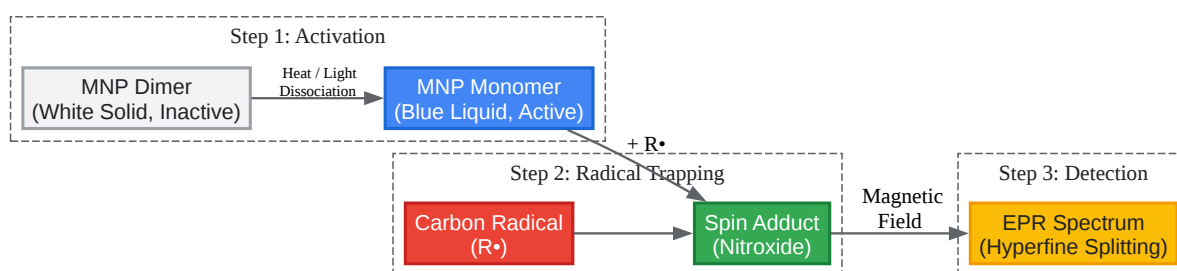 Step 1: Activation
MNP Dimer
(White Solid, Inactive)
Heat / Light
Dissociation
MNP Monomer
(Blue Liquid, Active)
+ R•
Step 2: Radical Trapping
Carbon Radical
(R•)
Spin Adduct
(Nitroxide)
Magnetic
Field
Step 3: Detection
EPR Spectrum
(Hyperfine Splitting)